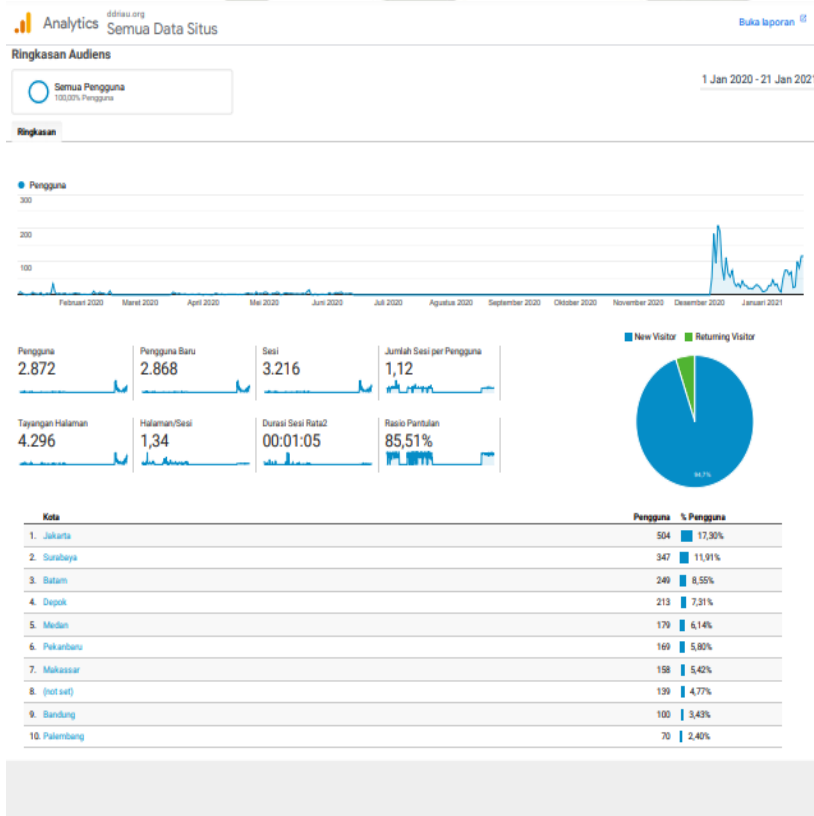 ddriau.org
Analytics Semua Data Situs
Buka laporan
Ringkasan Audiens
Semua Pengguna
100,00% Pengguna
1 Jan 2020 - 21 Jan 2021
Ringkasan
Pengguna
300
200
100
Februari 2020 Maret 2020 April 2020 Mei 2020 Juni 2020 Juli 2020 Agustus 2020 September 2020 Oktober 2020 November 2020 Desember 2020 Januari 2021
New Visitor Returning Visitor
Pengguna
2.872
Pengguna Baru
2.868
Sesi
3.216
Jumlah Sesi per Pengguna
1,12
Tayangan Halaman
4.296
Halaman/Sesi
1,34
Durasi Sesi Rata2
00:01:05
Rasio Pantulan
85,51%
94,7%
Kota Pengguna % Pengguna
1. Jakarta 504 17,30%
2. Surabaya 347 11,91%
3. Batam 249 8,55%
4. Depok 213 7,31%
5. Medan 179 6,14%
6. Pekanbaru 169 5,80%
7. Makassar 158 5,42%
8. (not set) 139 4,77%
9. Bandung 100 3,43%
10. Palembang 70 2,40%